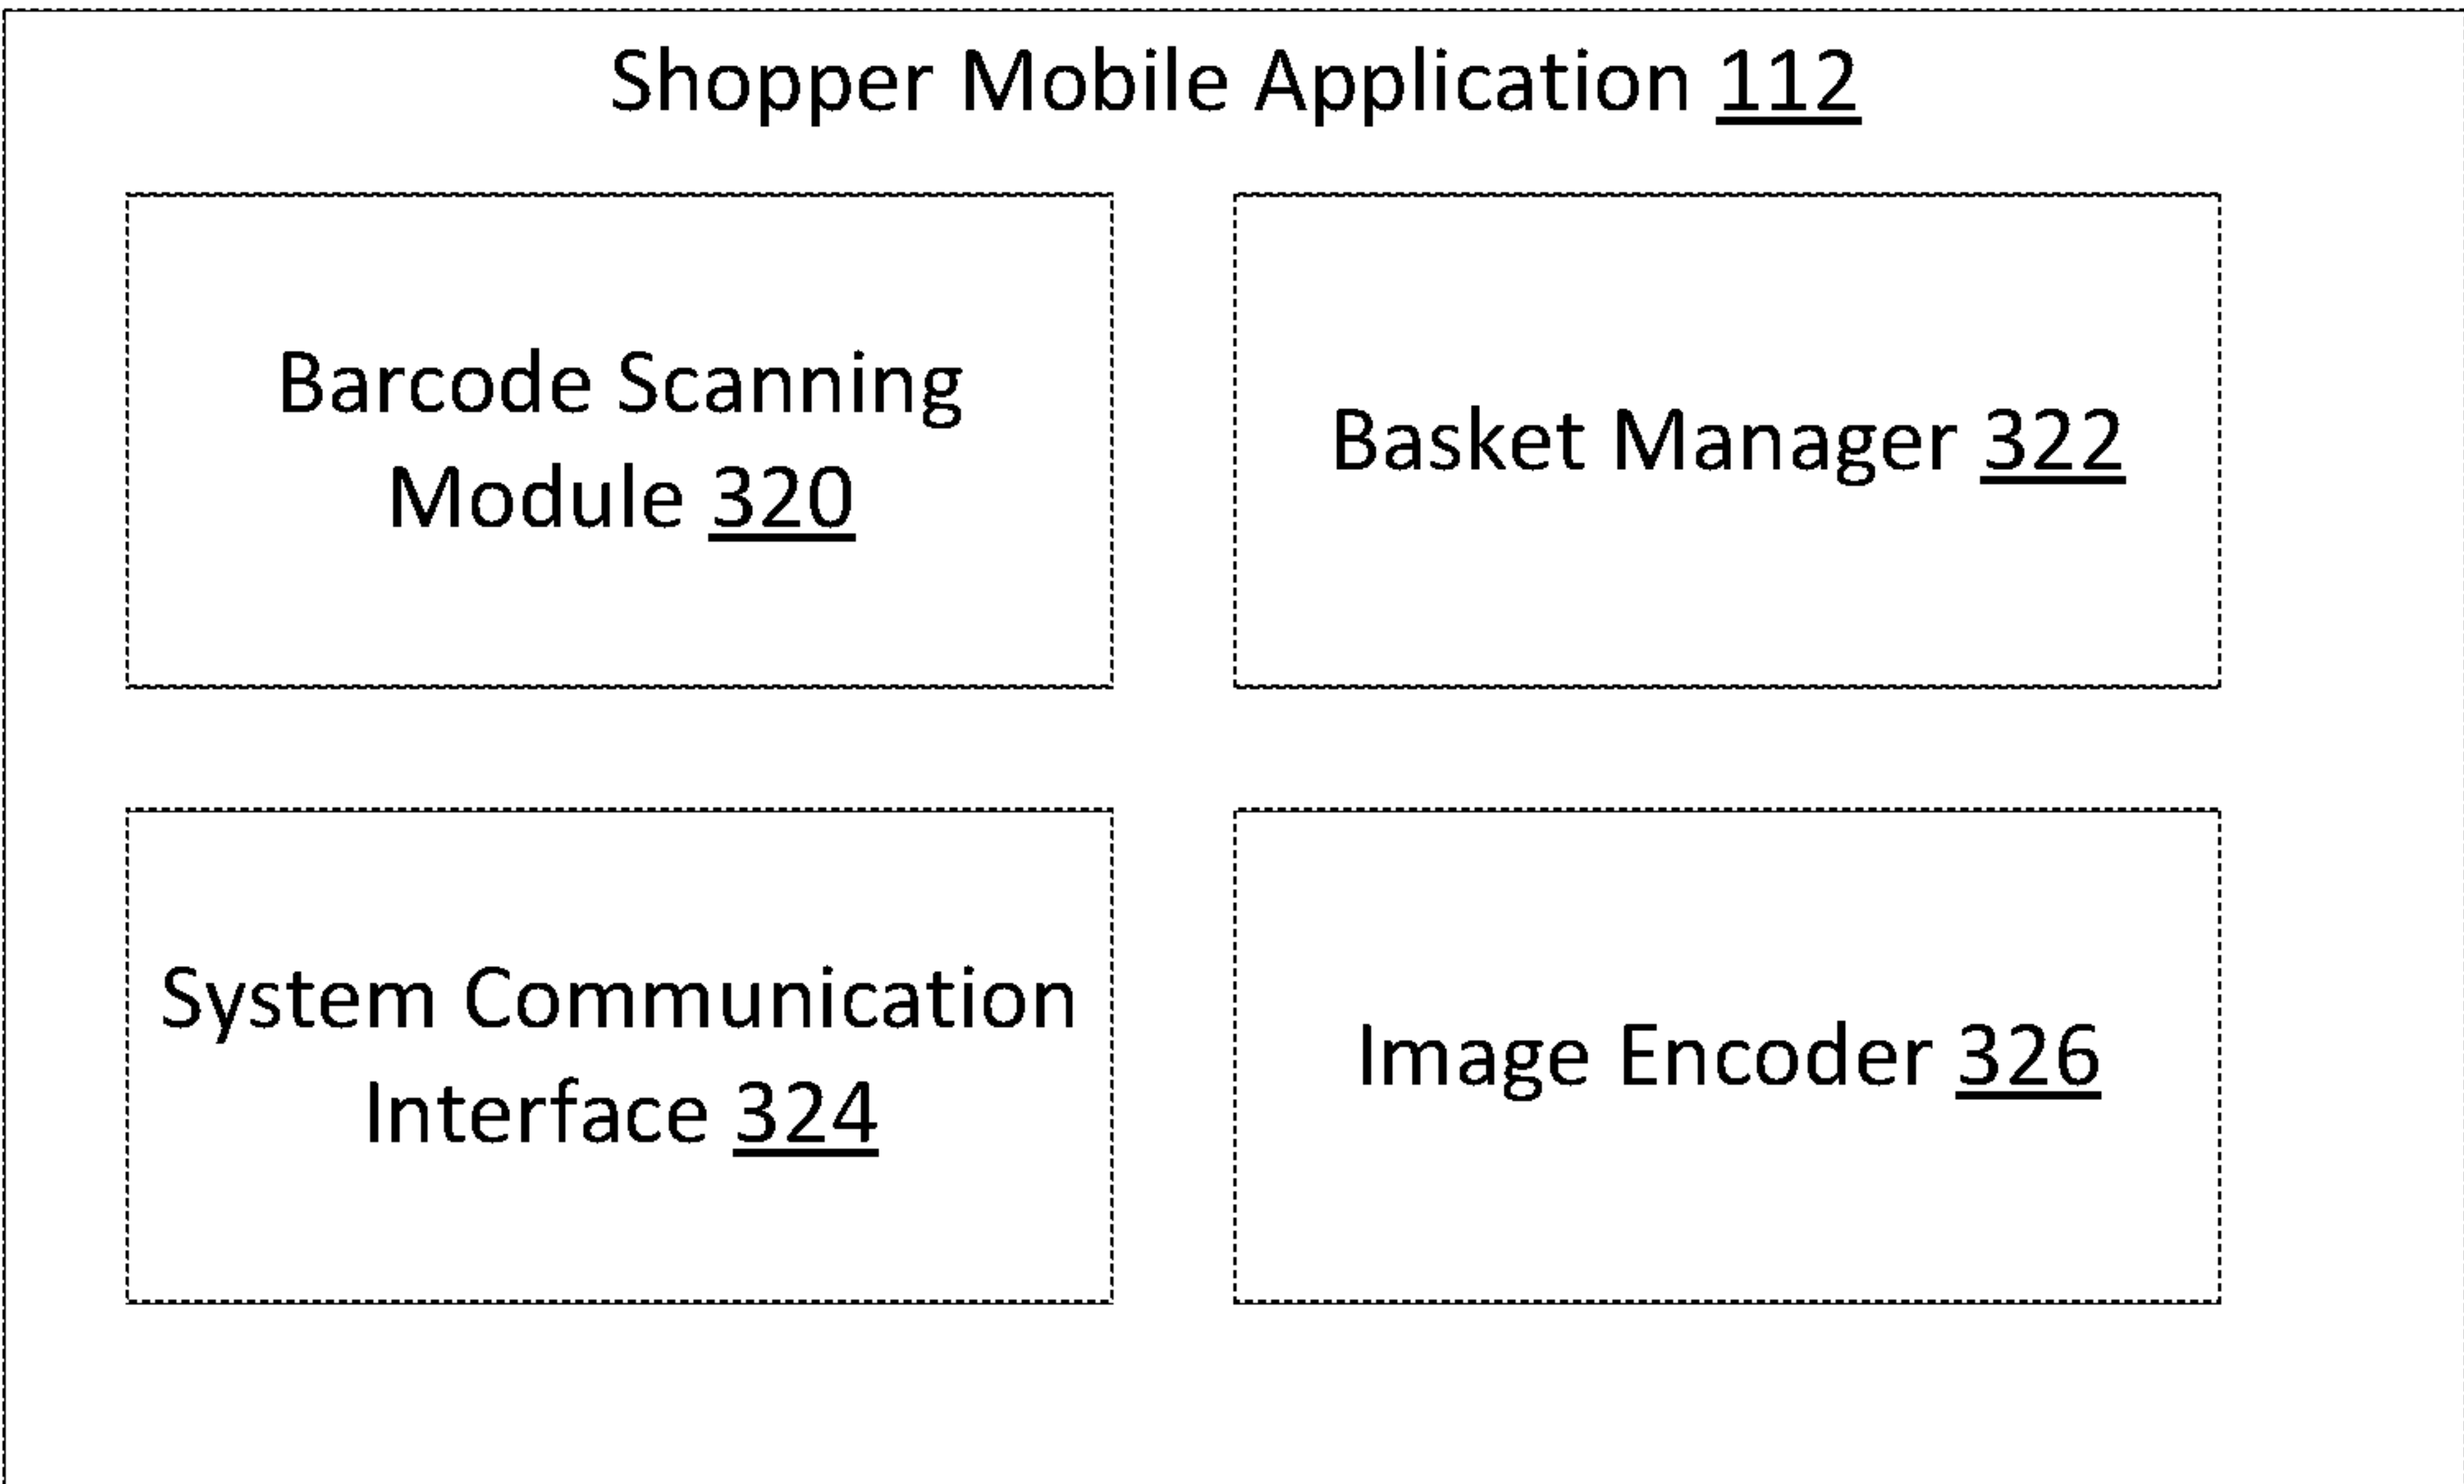 Shopper Mobile Application 112
Barcode Scanning
Module 320
Basket Manager 322
System Communication
Interface 324
Image Encoder 326